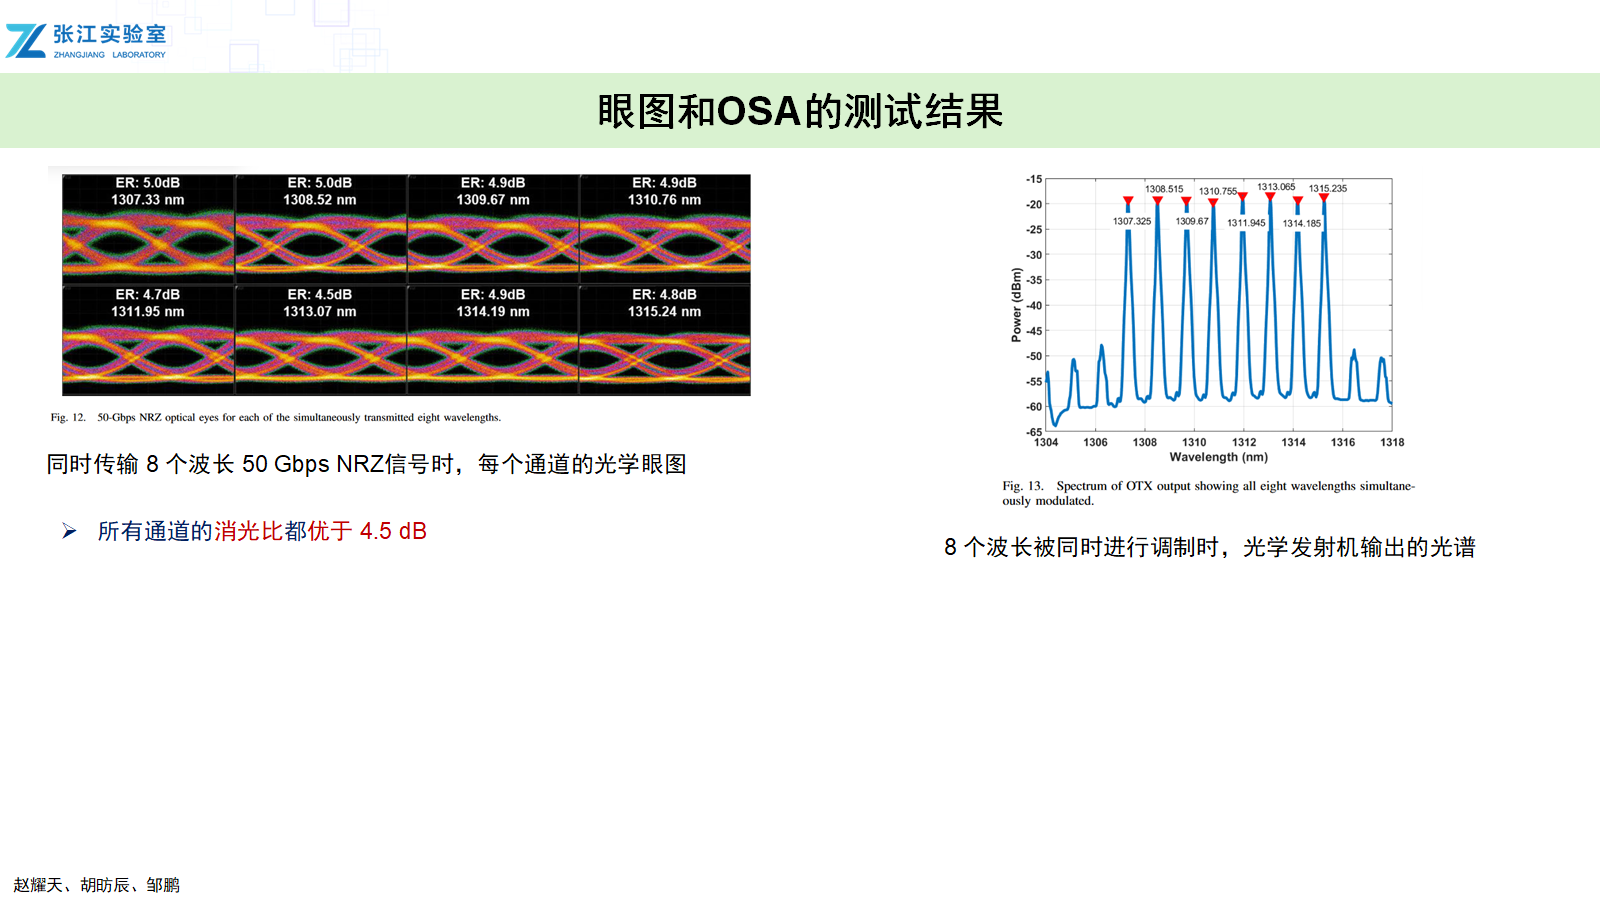 张江实验室
ZHANGJIANG LABORATORY
眼图和OSA的测试结果
ER: 5.0dB
1307.33 nm
ER: 5.0dB
1308.52 nm
ER: 4.9dB
1309.67 nm
ER: 4.9dB
1310.76 nm
ER: 4.7dB
1311.95 nm
ER: 4.5dB
1313.07 nm
ER: 4.9dB
1314.19 nm
ER: 4.8dB
1315.24 nm
Fig. 12. 50-Gbps NRZ optical eyes for each of the simultaneously transmitted eight wavelengths.
同时传输 8 个波长 50 Gbps NRZ信号时，每个通道的光学眼图
➢ 所有通道的消光比都优于 4.5 dB
-15
-20
-25
-30
-35
-40
-45
-50
-55
-60
-65
Power (dBm)
1307.325
1308.515
1309.67
1310.755
1311.945
1313.065
1314.185
1315.235
1304 1306 1308 1310 1312 1314 1316 1318
Wavelength (nm)
Fig. 13. Spectrum of OTX output showing all eight wavelengths simultane-
ously modulated.
8 个波长被同时进行调制时，光学发射机输出的光谱
赵耀天、胡昉辰、邹鹏